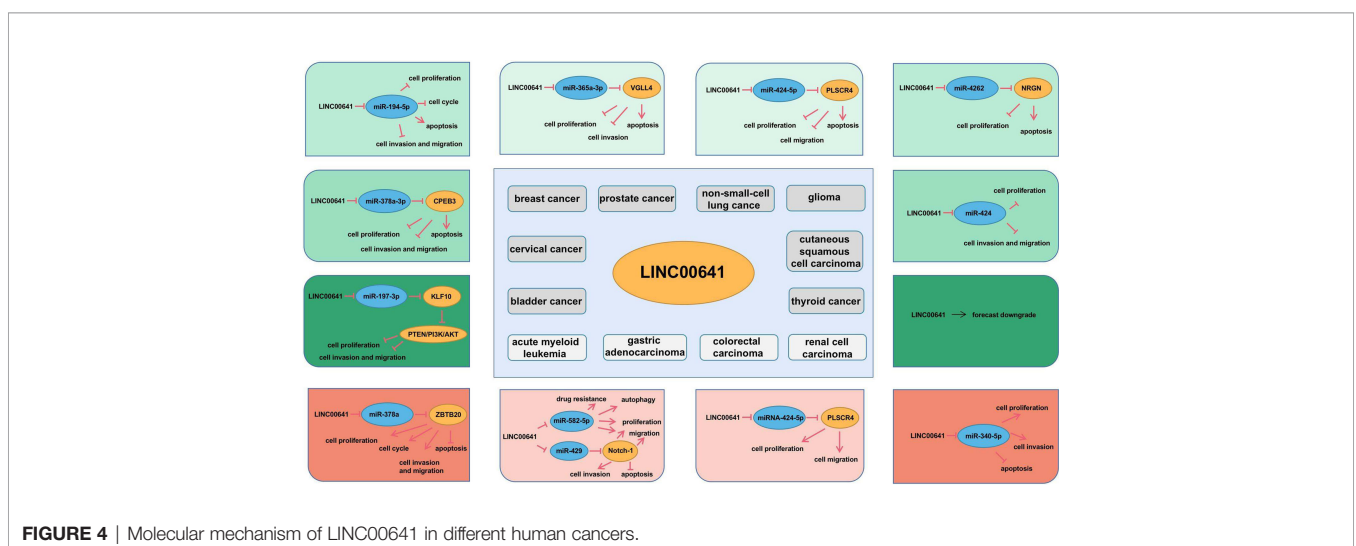 cell proliferation
LINC00641 miR-194-5p cell cycle
apoptosis
cell invasion and migration
LINC00641 miR-365a-3p VGLL4
cell proliferation apoptosis
cell invasion
LINC00641 miR-424-5p PLSCR4
cell proliferation apoptosis
cell migration
LINC00641 miR-4262 NRGN
cell proliferation apoptosis
LINC00641 miR-378a-3p CPEB3
cell proliferation apoptosis
cell invasion and migration
breast cancer
prostate cancer
non-small-cell
lung cance
glioma
cervical cancer
LINC00641
cutaneous
squamous
cell carcinoma
bladder cancer
thyroid cancer
acute myeloid
leukemia
gastric
adenocarcinoma
colorectal
carcinoma
renal cell
carcinoma
cell proliferation
LINC00641 miR-424
cell invasion and migration
LINC00641 miR-197-3p KLF10
PTEN/PI3K/AKT
cell proliferation
cell invasion and migration
LINC00641 forecast downgrade
LINC00641 miR-378a ZBTB20
cell proliferation
cell cycle apoptosis
cell invasion
and migration
drug resistance autophagy
miR-582-5p proliferation
LINC00641 migration
miR-429 Notch-1
cell invasion apoptosis
LINC00641 miRNA-424-5p PLSCR4
cell proliferation
cell migration
cell proliferation
LINC00641 miR-340-5p
cell invasion
apoptosis
FIGURE 4 | Molecular mechanism of LINC00641 in different human cancers.